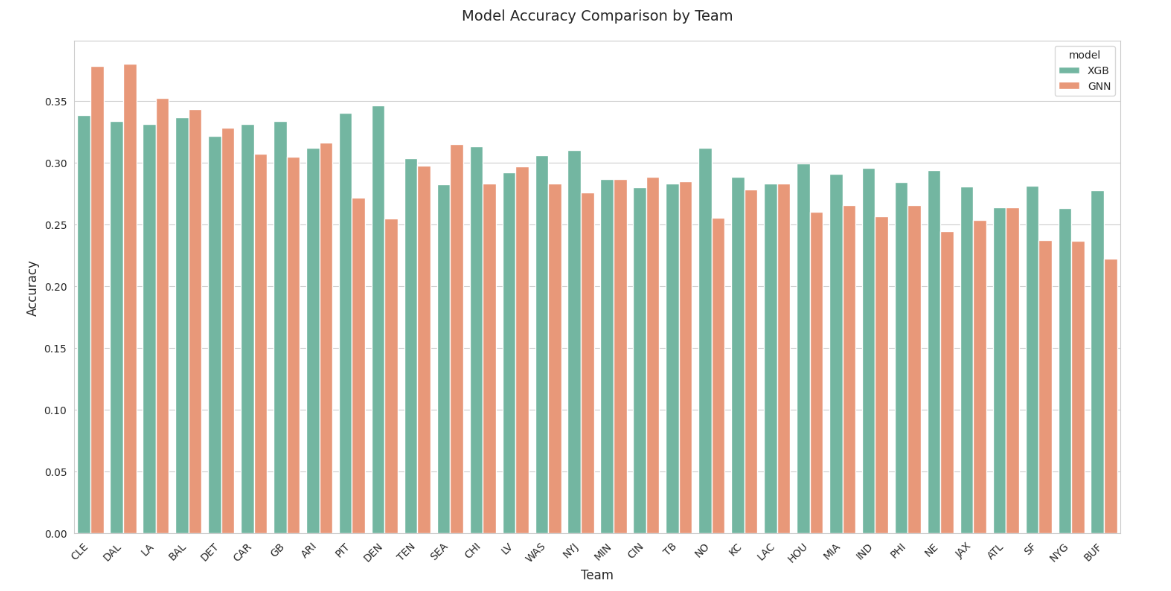 Model Accuracy Comparison by Team
model
XGB
GNN
Accuracy
0.35
0.30
0.25
0.20
0.15
0.10
0.05
0.00
CLE DAL LA BAL DET CAR GB ARI PIT DEN TEN SEA CHI LV WAS NYJ MIN CIN TB NO KC LAC HOU MIA IND PHI NE JAX ATL SF NYG BUF
Team